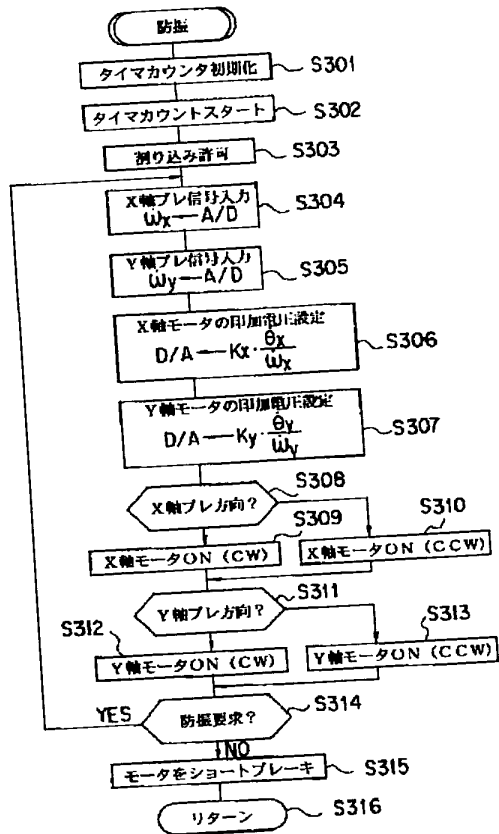 防振
タイマカウンタ初期化 S301
タイマカウントスタート S302
割り込み許可 S303
X軸ブレ信号入力
ω̇x←A/D S304
Y軸ブレ信号入力
ω̇y←A/D S305
X軸モータの印加電圧設定
D/A←Kx・θ̇x/ω̇x S306
Y軸モータの印加電圧設定
D/A←Ky・θ̇y/ω̇y S307
X軸ブレ方向? S308
X軸モータON(CW) S309
X軸モータON(CCW) S310
Y軸ブレ方向? S311
Y軸モータON(CW) S312
Y軸モータON(CCW) S313
防振要求? S314
YES
NO
モータをショートブレーキ S315
リターン S316